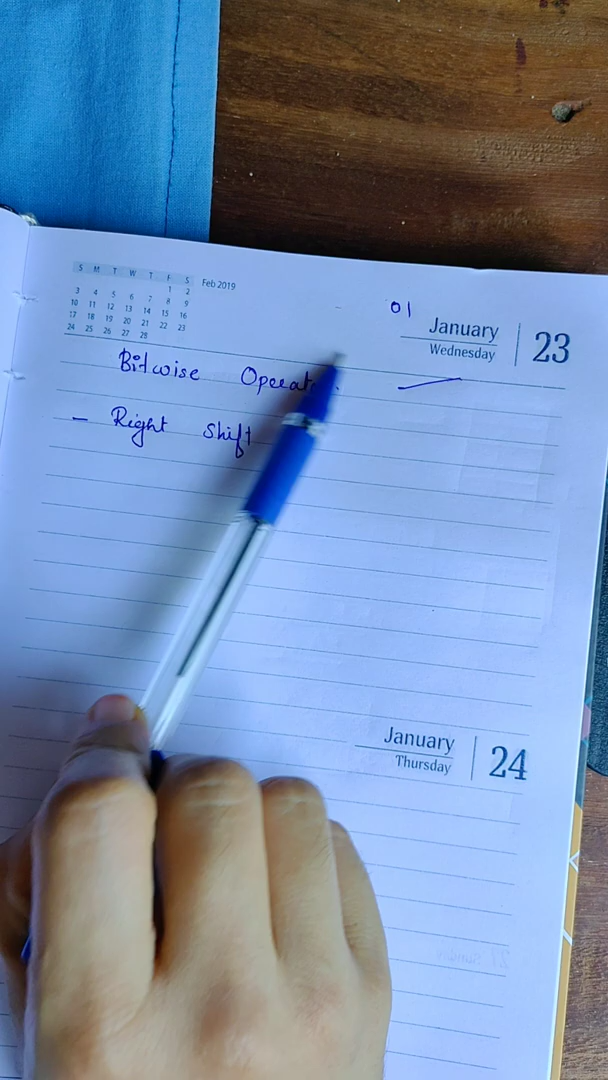 S M T W T F S Feb 2019
1 2
3 4 5 6 7 8 9
10 11 12 13 14 15 16
17 18 19 20 21 22 23
24 25 26 27 28
01
January
Wednesday 23
Bitwise
- Right Shift
January
Thursday 24